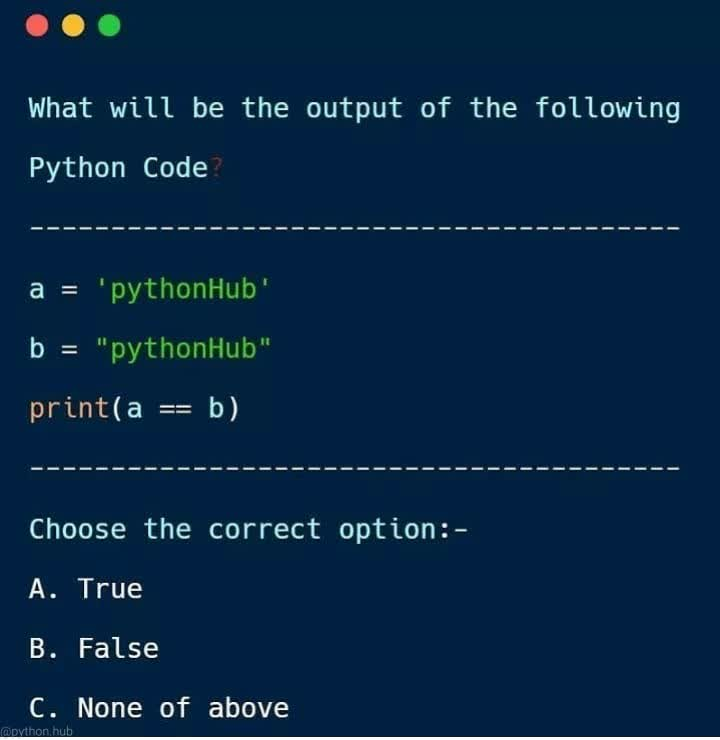 What will be the output of the following
Python Code?
----------------------------------------
a = 'pythonHub'
b = "pythonHub"
print(a == b)
----------------------------------------
Choose the correct option:-
A. True
B. False
C. None of above
@python.hub